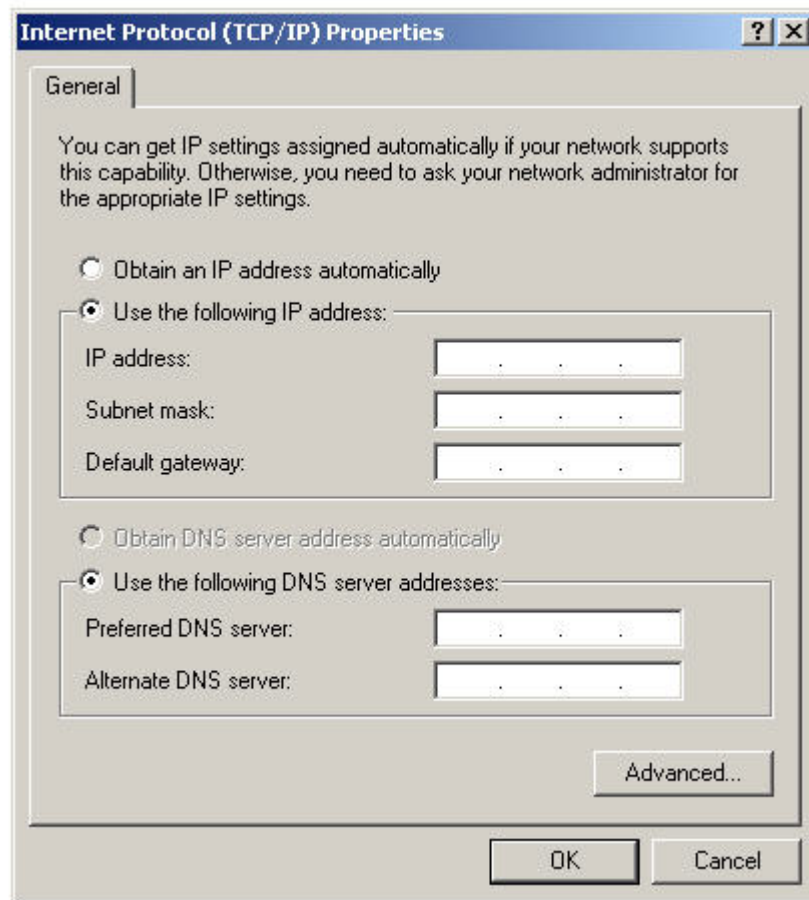 Internet Protocol (TCP/IP) Properties
General
You can get IP settings assigned automatically if your network supports
this capability. Otherwise, you need to ask your network administrator for
the appropriate IP settings.
Obtain an IP address automatically
Use the following IP address:
IP address:
. . .
Subnet mask:
. . .
Default gateway:
. . .
Obtain DNS server address automatically
Use the following DNS server addresses:
Preferred DNS server:
. . .
Alternate DNS server:
. . .
Advanced...
OK
Cancel